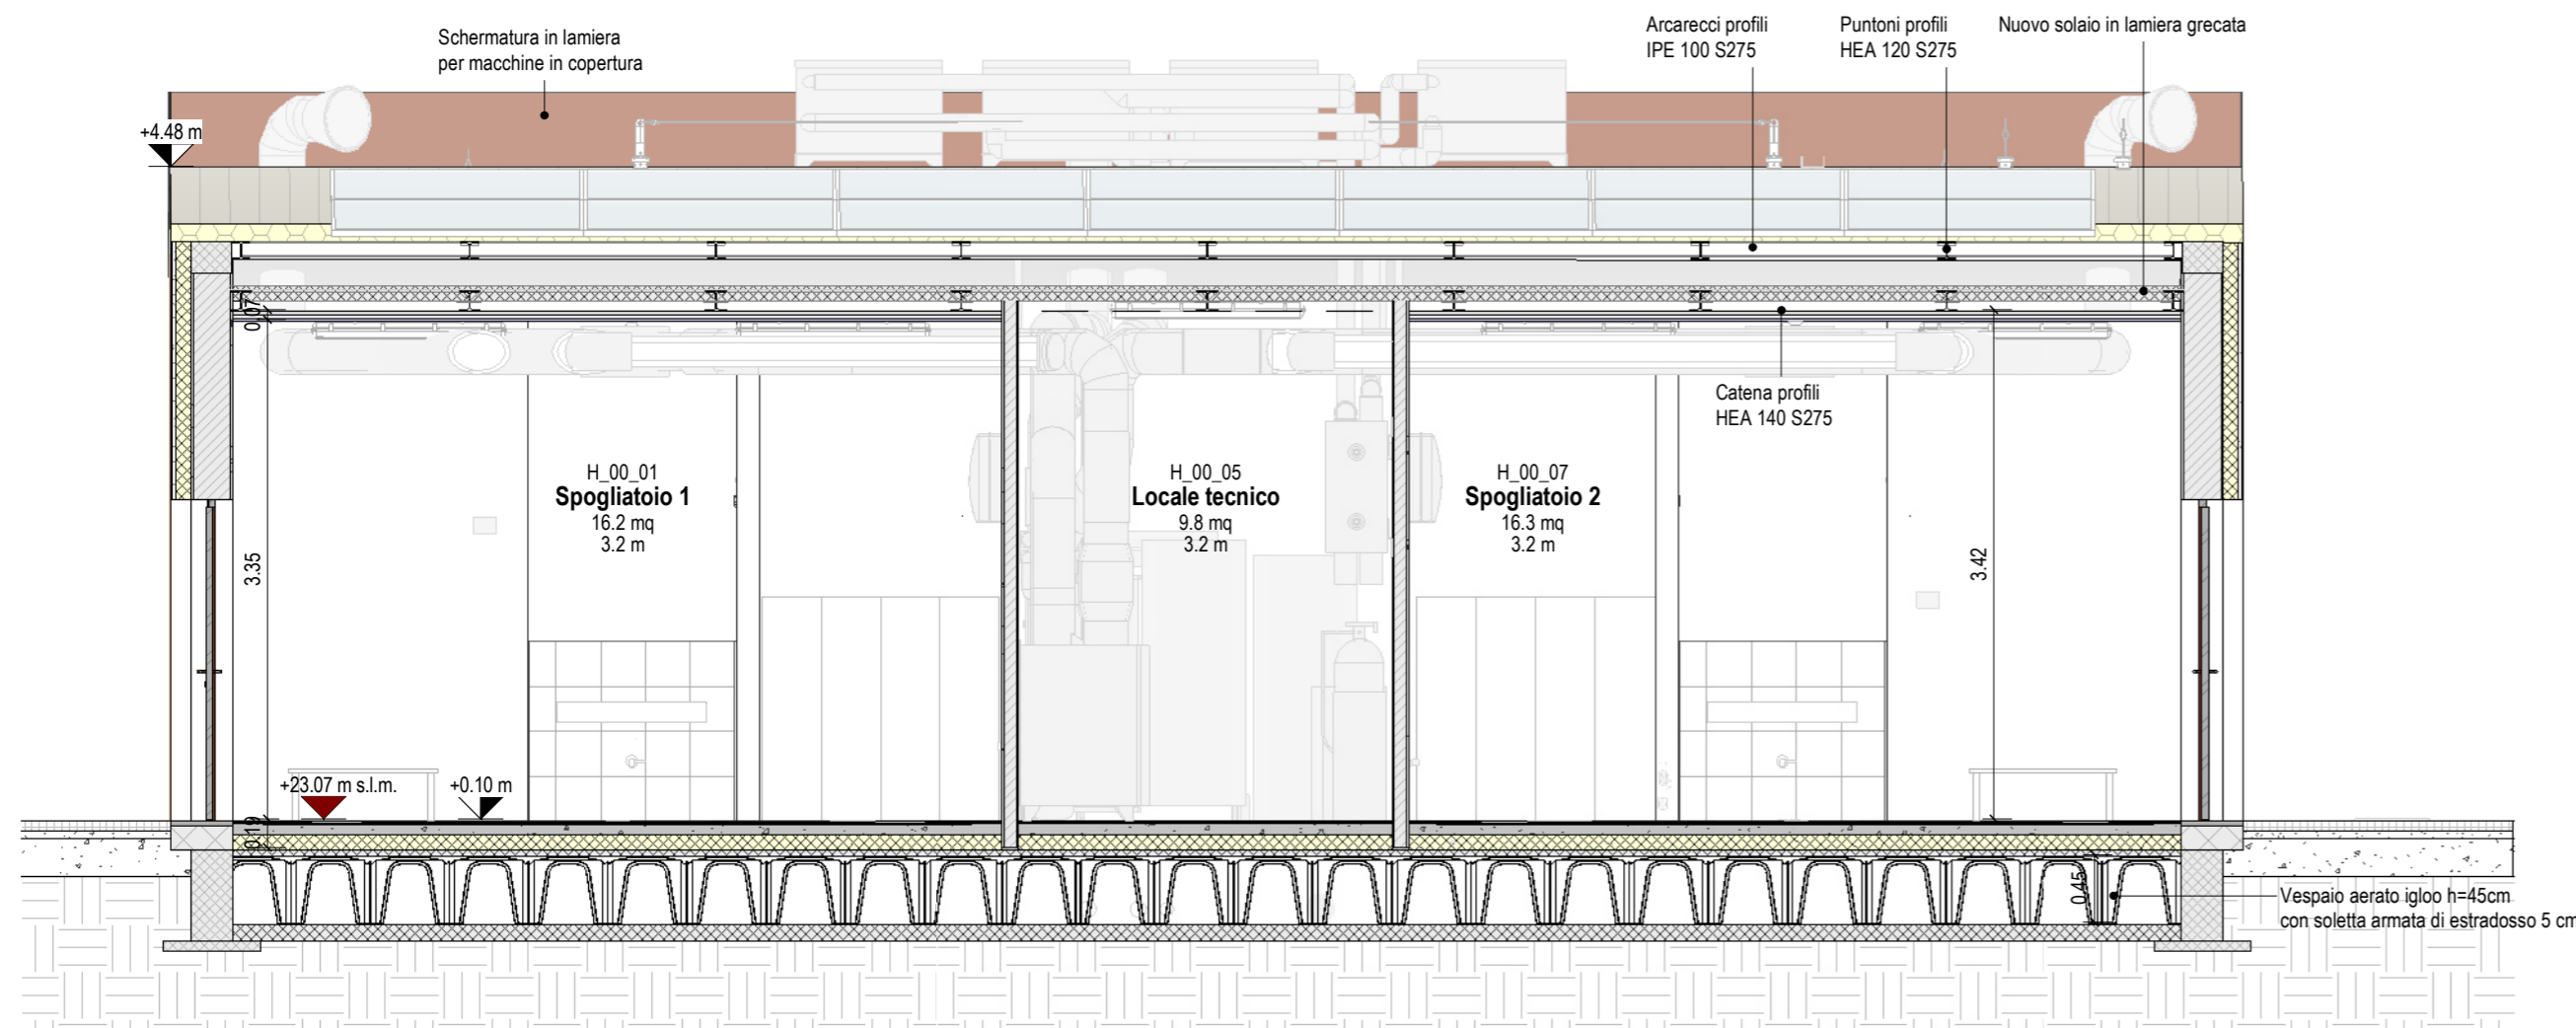 Schermatura in lamiera
per macchine in copertura
Arcarecci profili
IPE 100 S275
Puntoni profili
HEA 120 S275
Nuovo solaio in lamiera grecata
+4.48 m
0.07
Catena profili
HEA 140 S275
H_00_01
Spogliatoio 1
16.2 mq
3.2 m
H_00_05
Locale tecnico
9.8 mq
3.2 m
H_00_07
Spogliatoio 2
16.3 mq
3.2 m
3.35
3.42
+23.07 m s.l.m.
+0.10 m
0.19
0.45
Vespaio aerato igloo h=45cm
con soletta armata di estradosso 5 cm